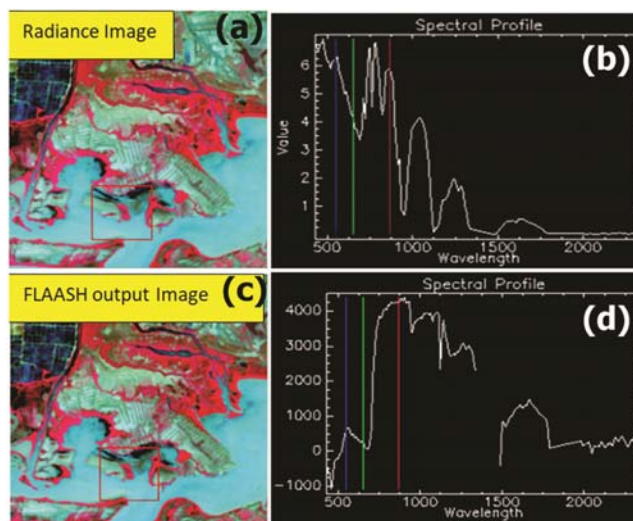 Radiance Image
(a)
Spectral Profile
(b)
6
5
4
3
2
1
Value
500 1000 1500 2000
Wavelength
FLAASH output Image
(c)
Spectral Profile
(d)
4000
3000
2000
1000
0
-1000
500 1000 1500 2000
Wavelength